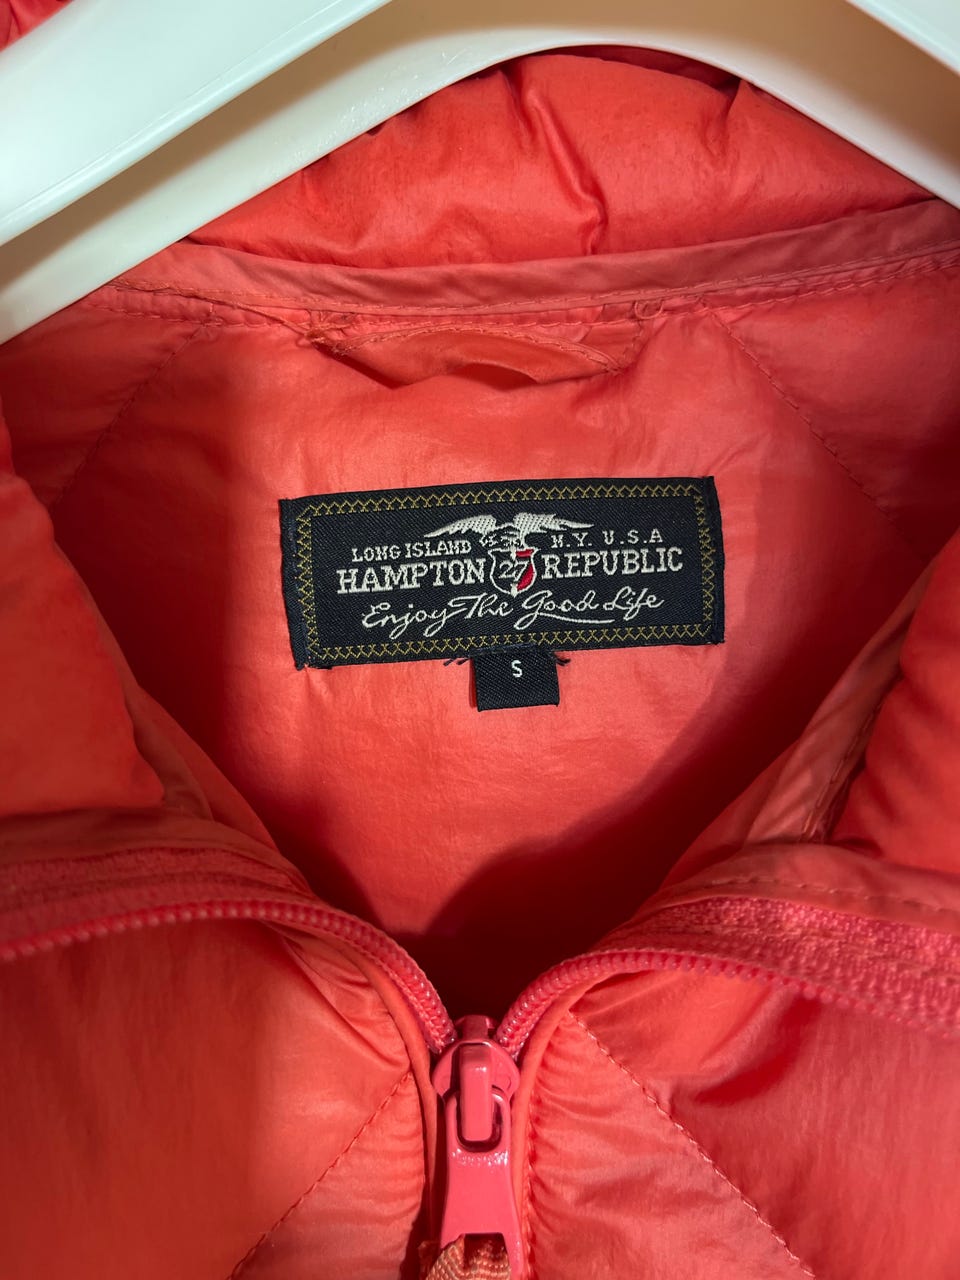 LONG ISLAND N.Y. U.S.A
HAMPTON 27 REPUBLIC
Enjoy The Good Life
S